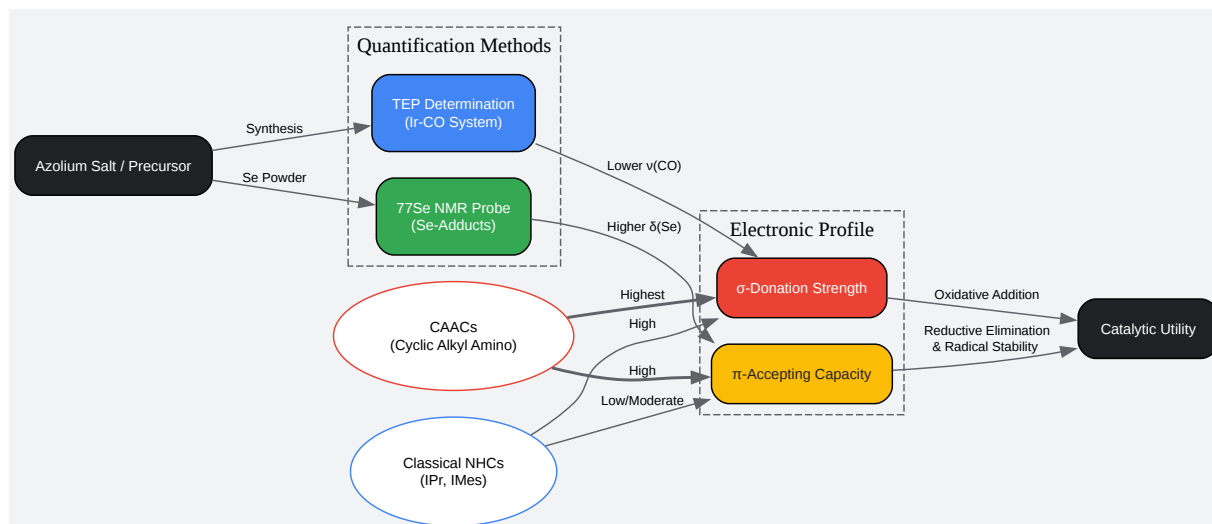 Quantification Methods
TEP Determination
(Ir-CO System)
Synthesis
Azolium Salt / Precursor
Se Powder
77Se NMR Probe
(Se-Adducts)
Lower ν(CO)
Higher δ(Se)
Electronic Profile
σ-Donation Strength
π-Accepting Capacity
Highest
High
High
Low/Moderate
CAACs
(Cyclic Alkyl Amino)
Classical NHCs
(IPr, IMes)
Oxidative Addition
Reductive Elimination
& Radical Stability
Catalytic Utility